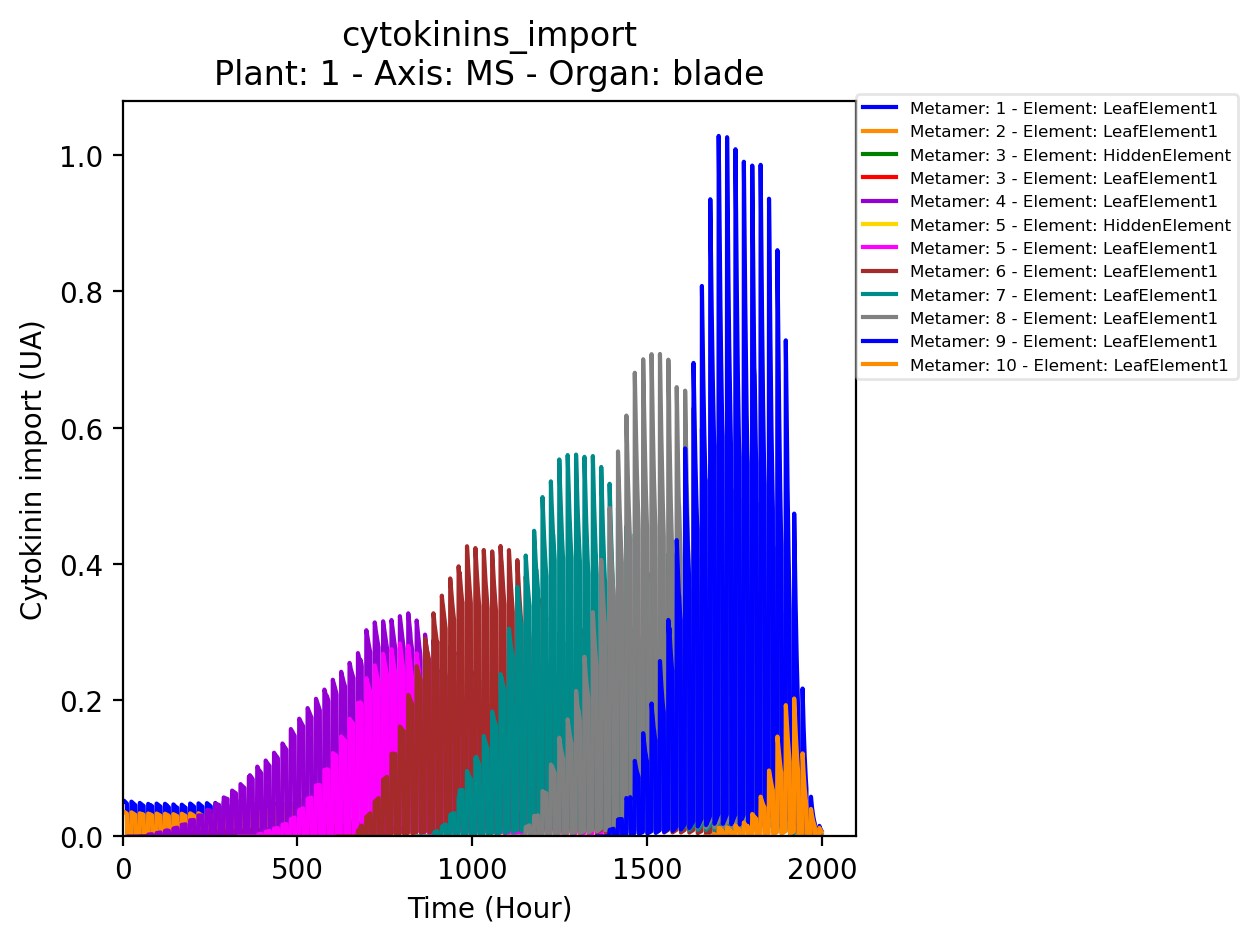 cytokinins_import
Plant: 1 - Axis: MS - Organ: blade
Cytokinin import (UA)
1.0
0.8
0.6
0.4
0.2
0.0
0
500
1000
1500
2000
Time (Hour)
Metamer: 1 - Element: LeafElement1
Metamer: 2 - Element: LeafElement1
Metamer: 3 - Element: HiddenElement
Metamer: 3 - Element: LeafElement1
Metamer: 4 - Element: LeafElement1
Metamer: 5 - Element: HiddenElement
Metamer: 5 - Element: LeafElement1
Metamer: 6 - Element: LeafElement1
Metamer: 7 - Element: LeafElement1
Metamer: 8 - Element: LeafElement1
Metamer: 9 - Element: LeafElement1
Metamer: 10 - Element: LeafElement1